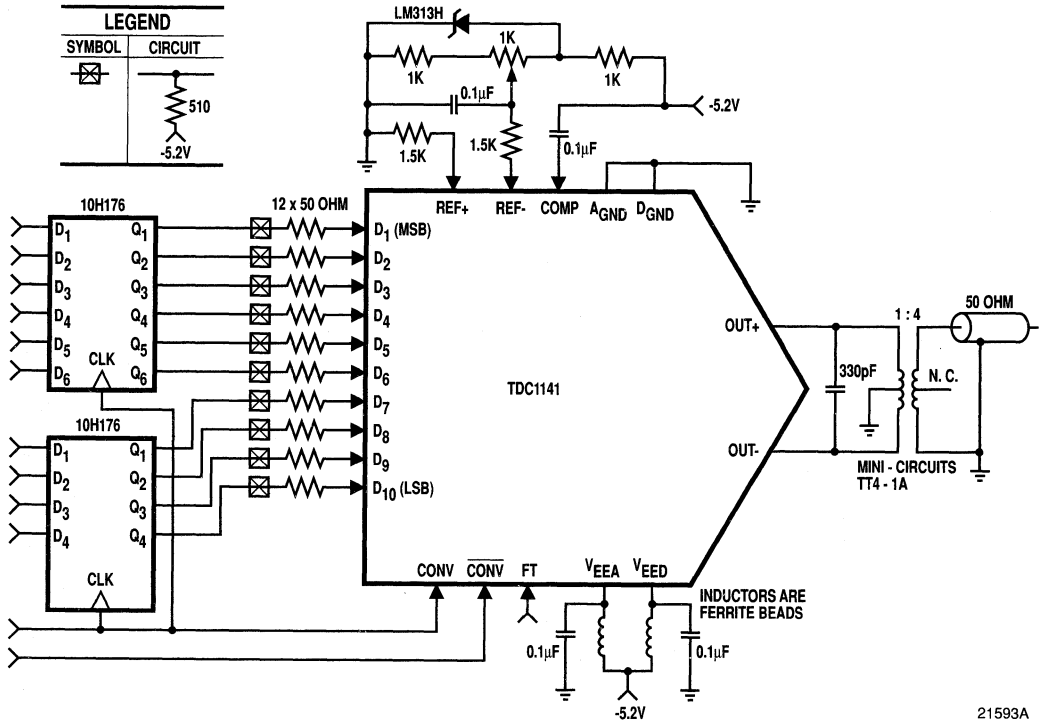 LEGEND
SYMBOL CIRCUIT
510
-5.2V
LM313H
1K
1K
1K
0.1µF
-5.2V
1.5K
1.5K
0.1µF
REF+ REF- COMP AGND DGND
10H176
12 x 50 OHM
D1 Q1
D2 Q2
D3 Q3
D4 Q4
D5 Q5
D6 Q6
CLK
10H176
D1 Q1
D2 Q2
D3 Q3
D4 Q4
CLK
D1 (MSB)
D2
D3
D4
D5
D6
D7
D8
D9
D10 (LSB)
TDC1141
OUT+
OUT-
1 : 4
50 OHM
330pF
N. C.
MINI - CIRCUITS
TT4 - 1A
CONV CONV FT VEEA VEED
INDUCTORS ARE
FERRITE BEADS
0.1µF
0.1µF
-5.2V
21593A